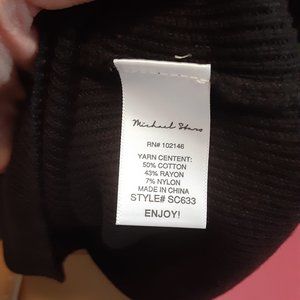 Michael Stars
RN# 102146
YARN CENTENT:
50% COTTON
43% RAYON
7% NYLON
MADE IN CHINA
STYLE# SC633
ENJOY!